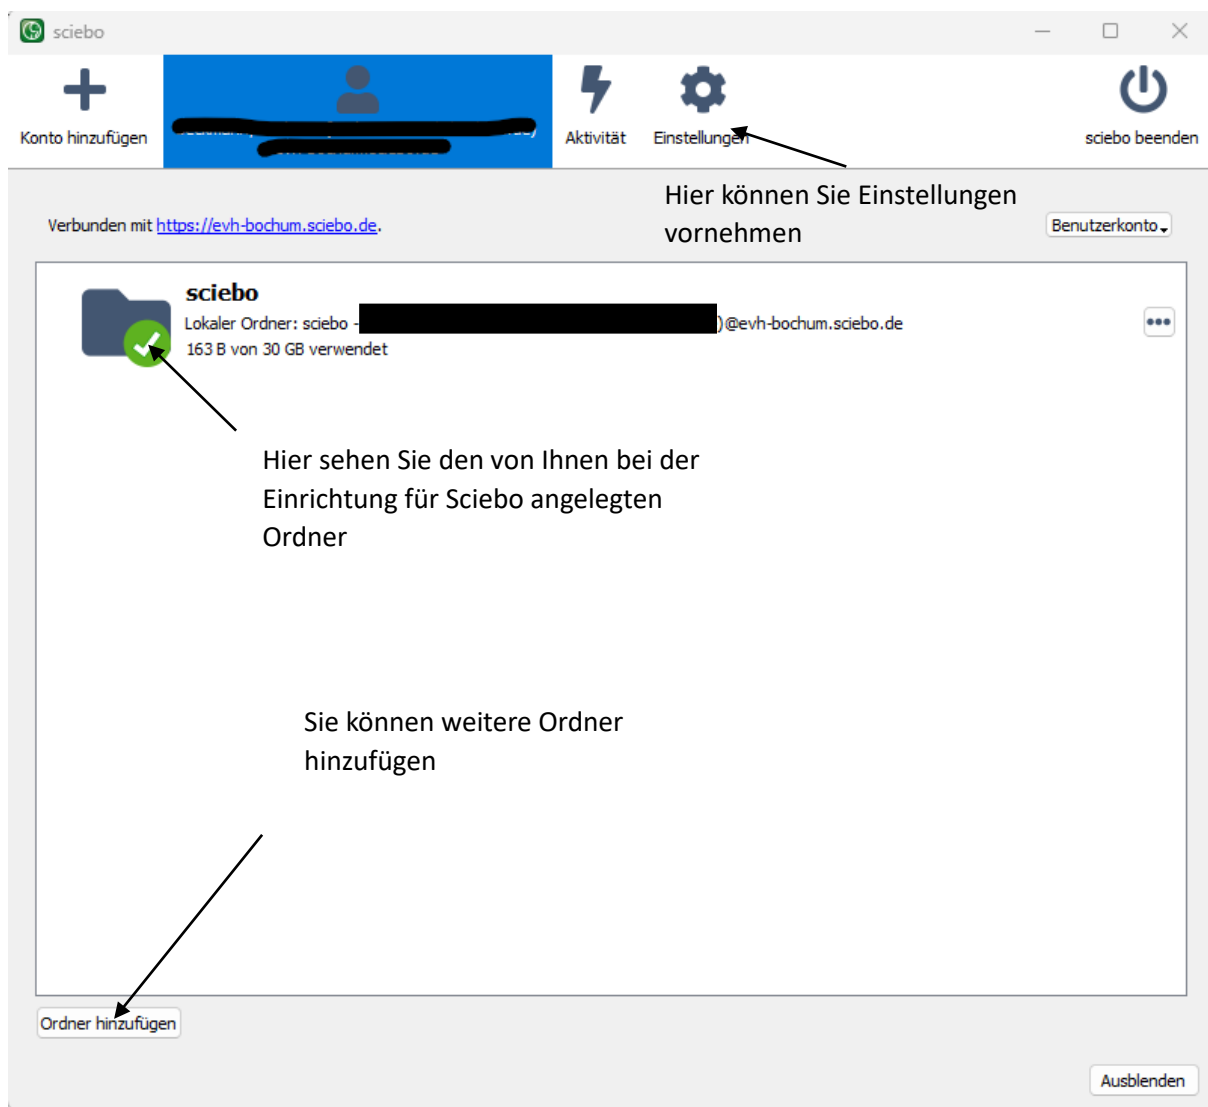 sciebo
Konto hinzufügen
Aktivität
Einstellungen
sciebo beenden
Hier können Sie Einstellungen
vornehmen
Verbunden mit https://evh-bochum.sciebo.de.
Benutzerkonto
sciebo
Lokaler Ordner: sciebo -
)@evh-bochum.sciebo.de
163 B von 30 GB verwendet
Hier sehen Sie den von Ihnen bei der
Einrichtung für Sciebo angelegten
Ordner
Sie können weitere Ordner
hinzufügen
Ordner hinzufügen
Ausblenden